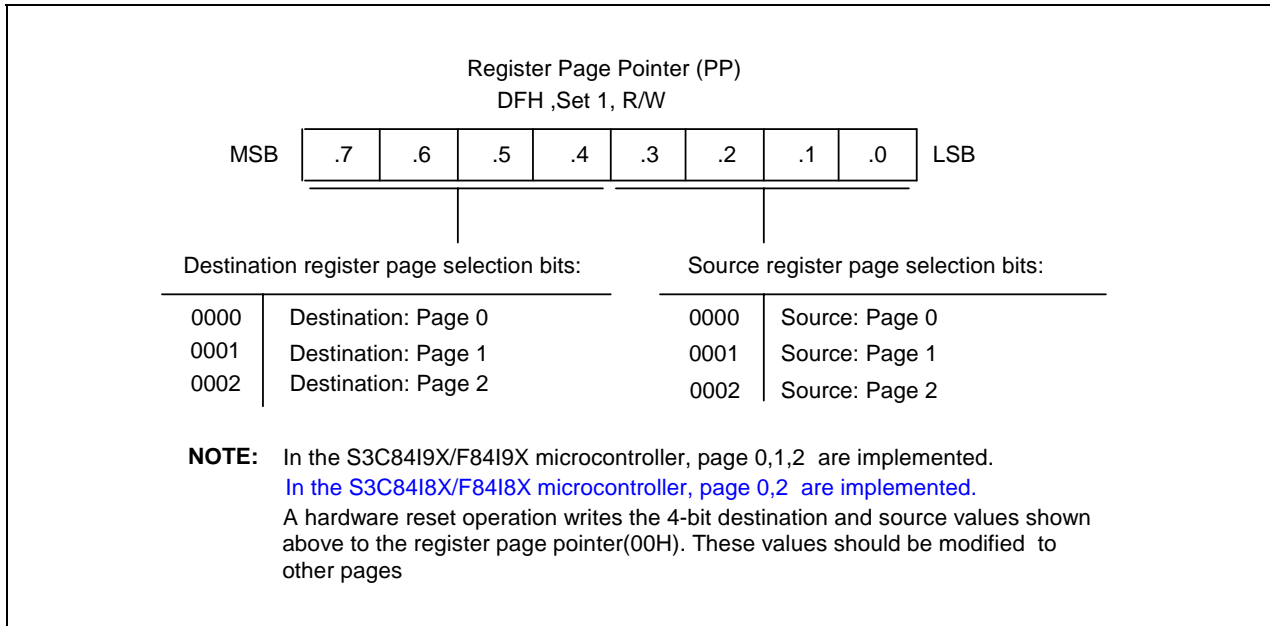 Register Page Pointer (PP)
DFH ,Set 1, R/W
MSB .7 .6 .5 .4 .3 .2 .1 .0 LSB
Destination register page selection bits:
0000 Destination: Page 0
0001 Destination: Page 1
0002 Destination: Page 2
Source register page selection bits:
0000 Source: Page 0
0001 Source: Page 1
0002 Source: Page 2
NOTE: In the S3C84I9X/F84I9X microcontroller, page 0,1,2 are implemented.
In the S3C84I8X/F84I8X microcontroller, page 0,2 are implemented.
A hardware reset operation writes the 4-bit destination and source values shown
above to the register page pointer(00H). These values should be modified to
other pages